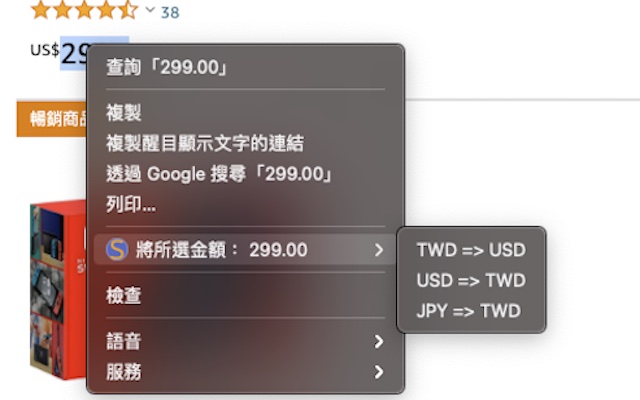 38
US$29
查詢「299.00」
暢銷商品
複製
複製醒目顯示文字的連結
透過 Google 搜尋「299.00」
列印...
將所選金額： 299.00
TWD => USD
USD => TWD
JPY => TWD
檢查
語音
服務